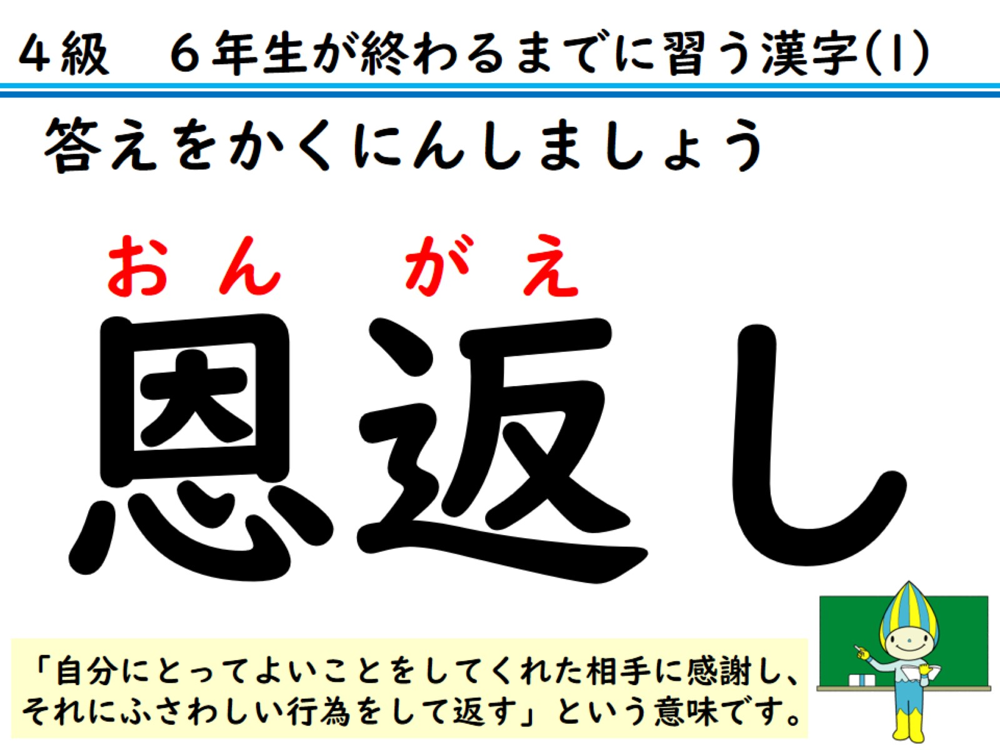 ４級　６年生が終わるまでに習う漢字(1)
答えをかくにんしましょう
おん　がえ
恩返し
「自分にとってよいことをしてくれた相手に感謝し、
それにふさわしい行為をして返す」という意味です。